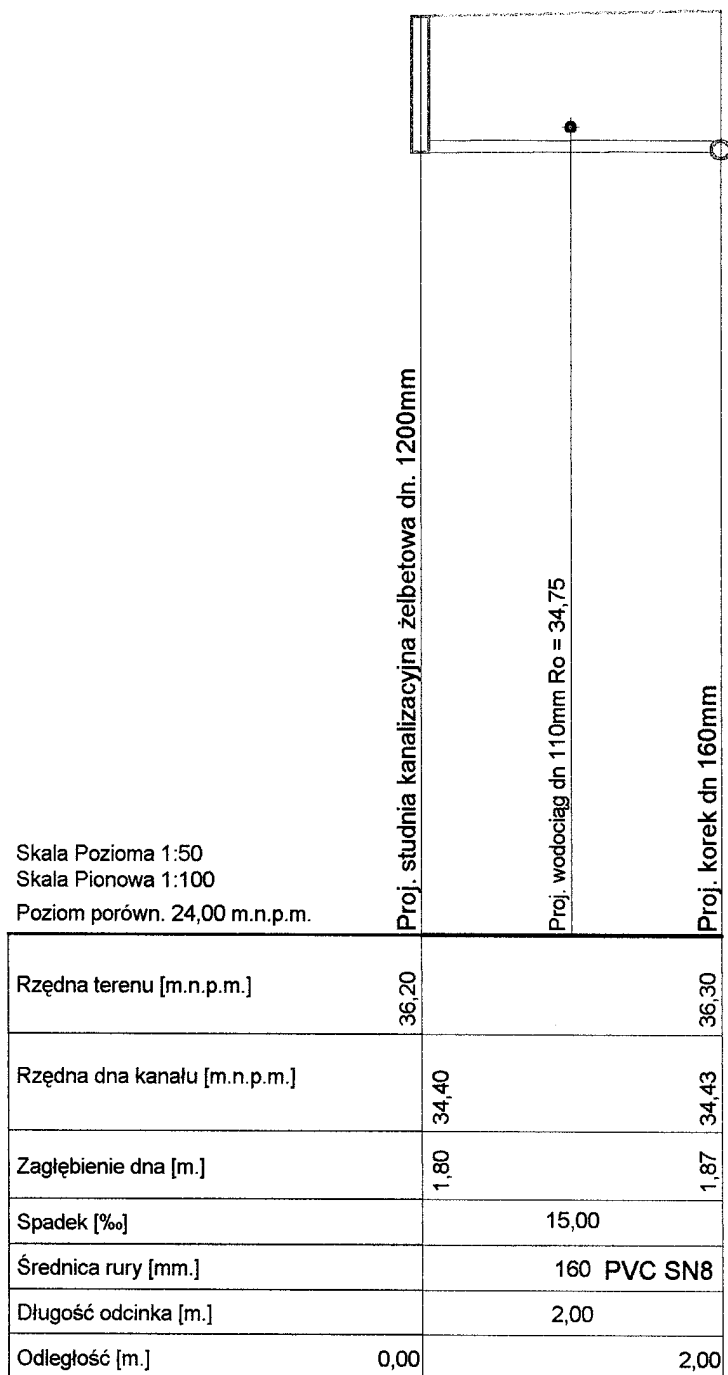 Proj. studnia kanalizacyjna żelbetowa dn. 1200mm
Proj. wodociąg dn 110mm Ro = 34,75
Proj. korek dn 160mm
Skala Pozioma 1:50
Skala Pionowa 1:100
Poziom porówn. 24,00 m.n.p.m.
Rzędna terenu [m.n.p.m.] 36,20 36,30
Rzędna dna kanału [m.n.p.m.] 34,40 34,43
Zagłębienie dna [m.] 1,80 1,87
Spadek [‰] 15,00
Średnica rury [mm.] 160 PVC SN8
Długość odcinka [m.] 2,00
Odległość [m.] 0,00 2,00